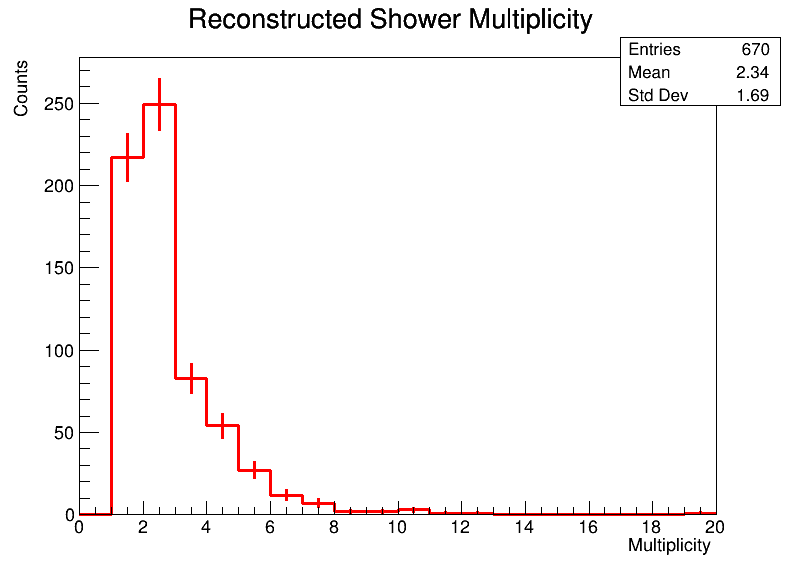 Reconstructed Shower Multiplicity
Entries 670
Mean 2.34
Std Dev 1.69
Counts
250
200
150
100
50
0
0 2 4 6 8 10 12 14 16 18 20
Multiplicity